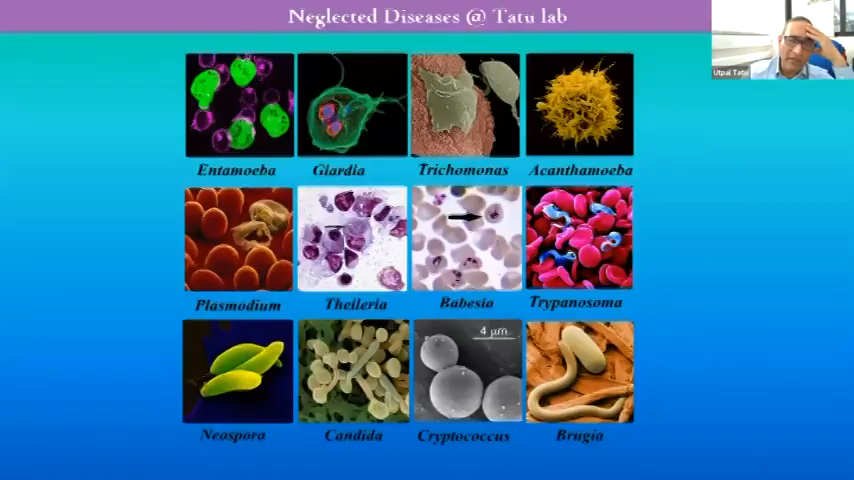 Neglected Diseases @ Tatu lab
Utpal Tatu
Entamoeba Giardia Trichomonas Acanthamoeba
Plasmodium Theileria Babesia Trypanosoma
4 μm
Neospora Candida Cryptococcus Brugia